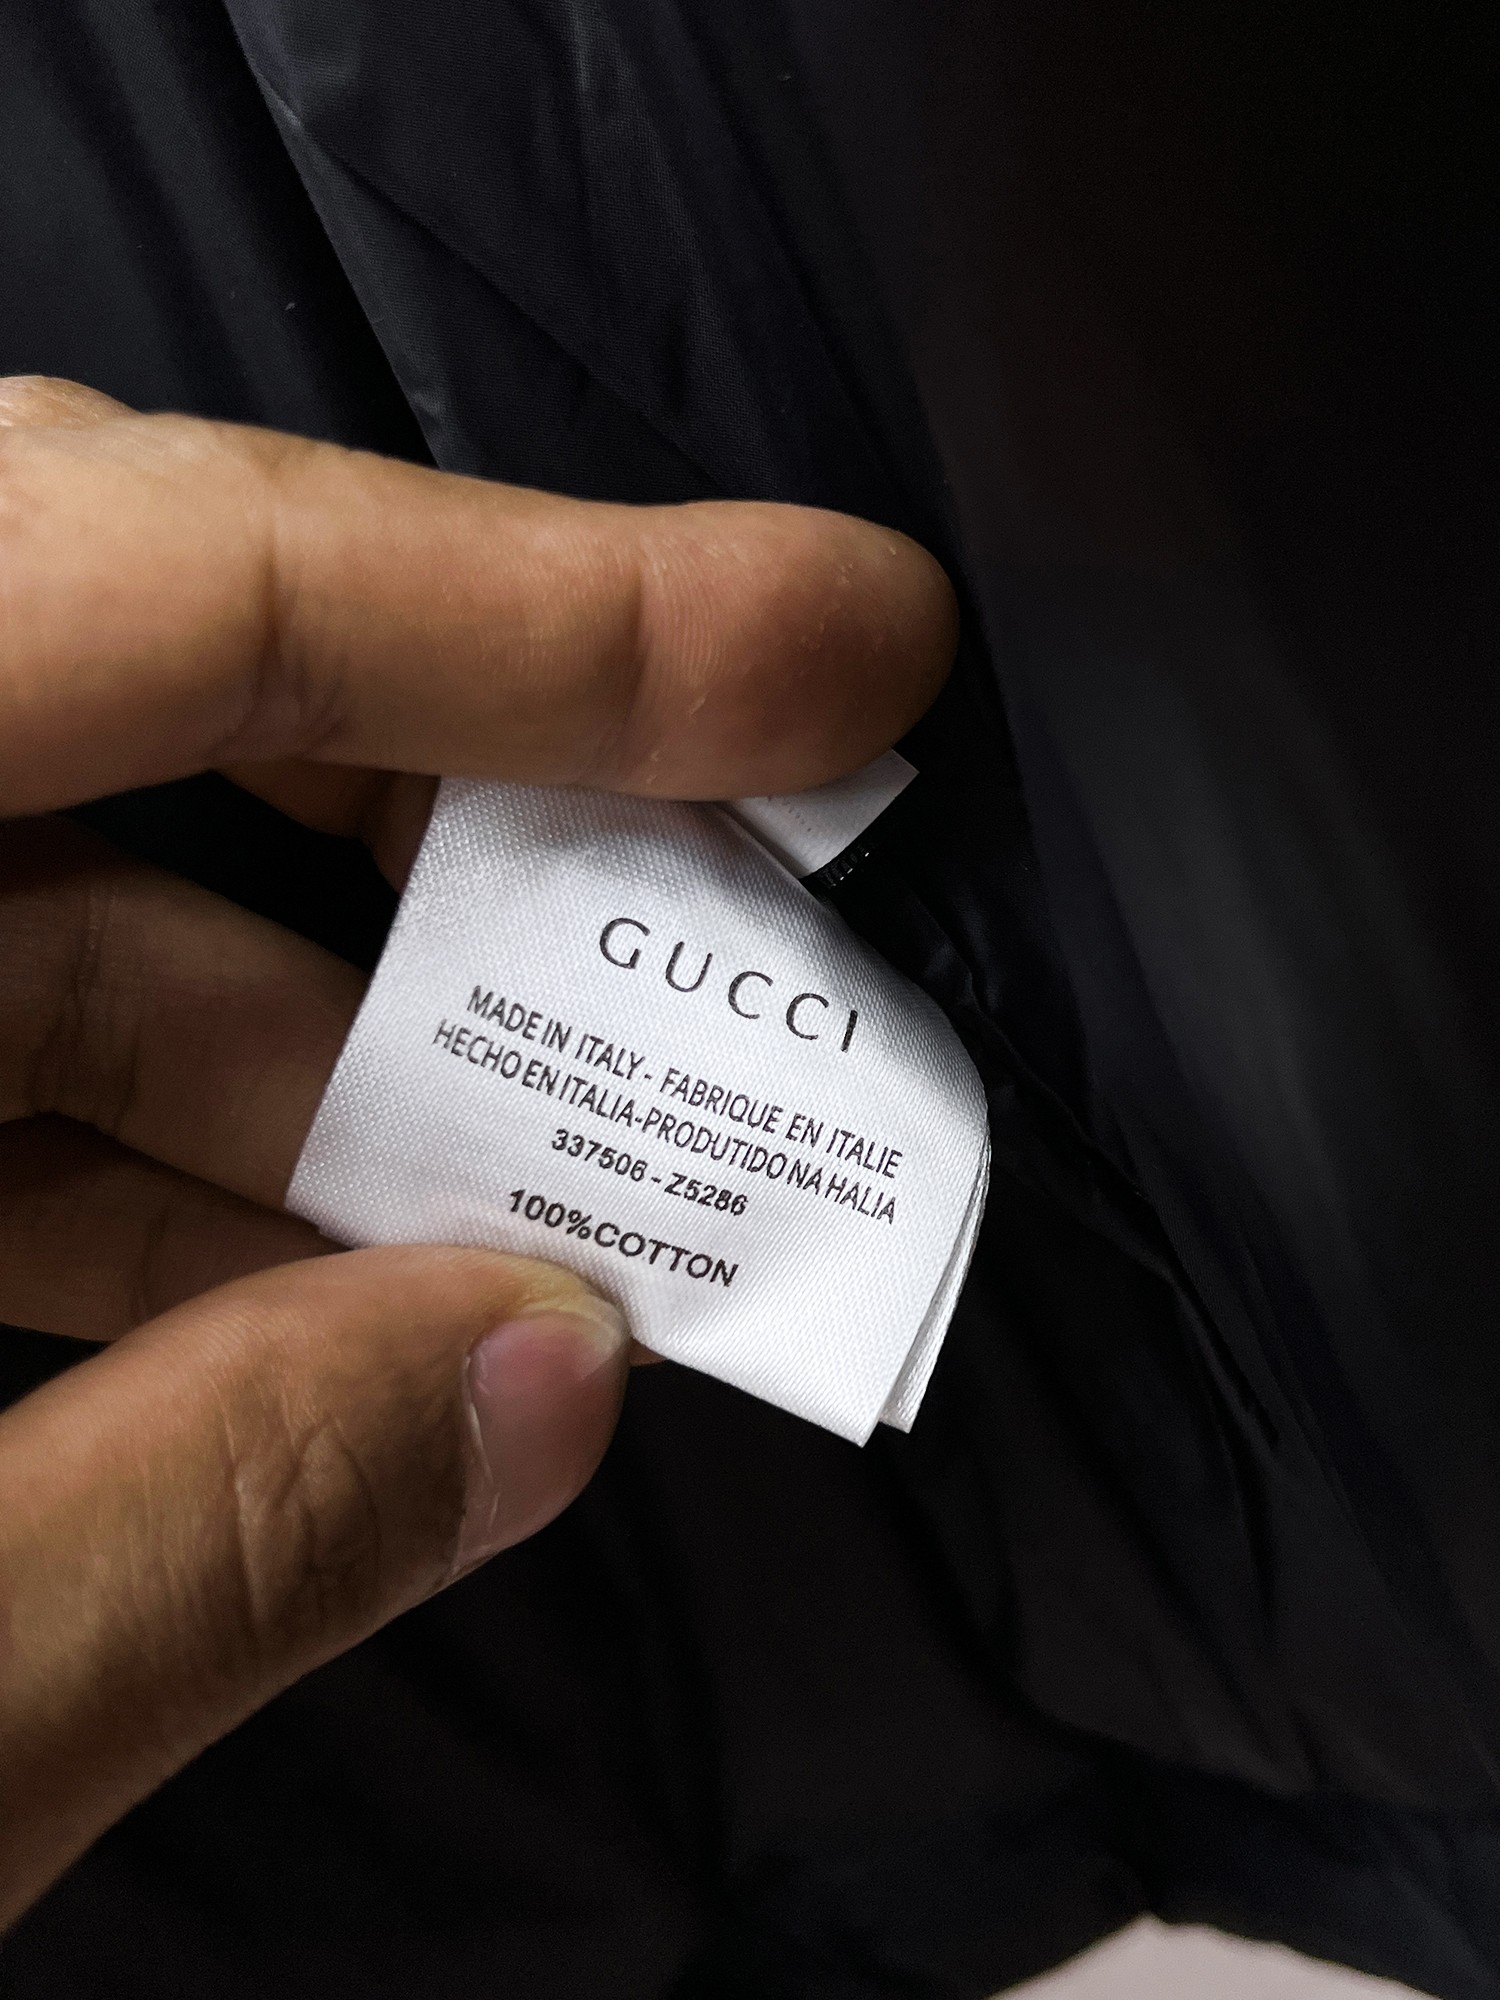 GUCCI
MADE IN ITALY - FABRIQUE EN ITALIE
HECHO EN ITALIA-PRODUTIDO NA HALIA
337506 - Z5286
100%COTTON